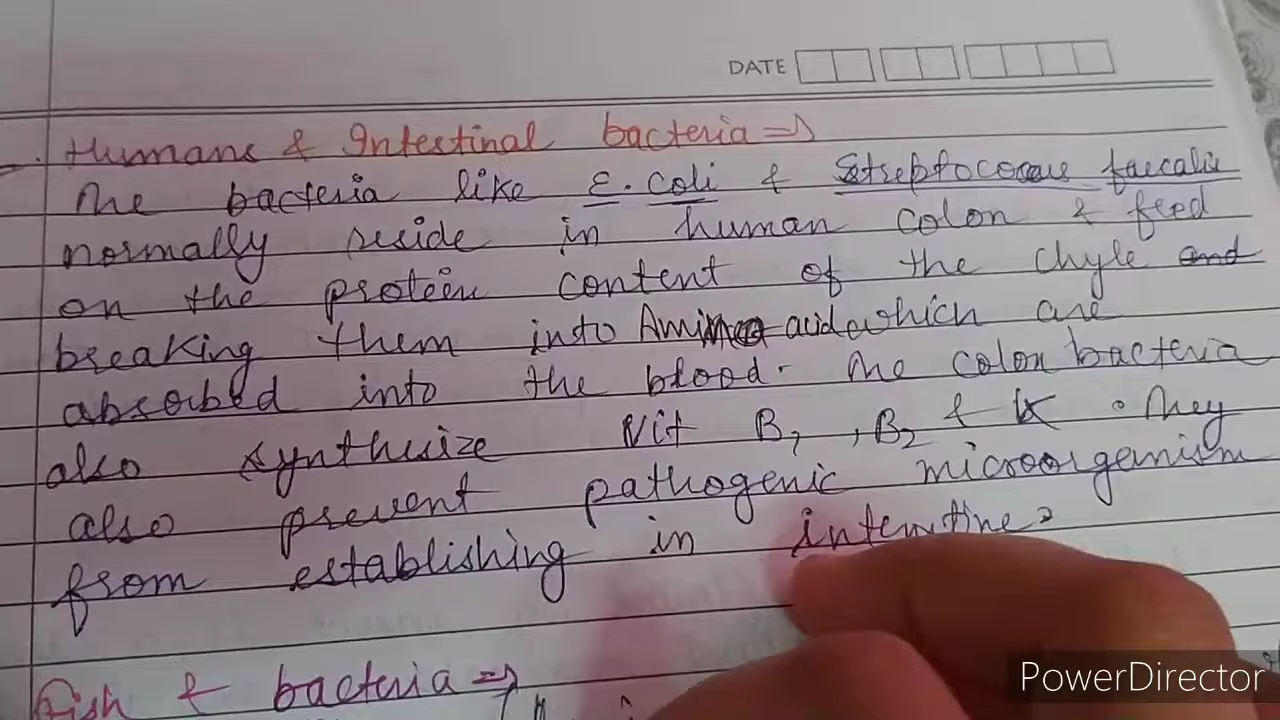 DATE
Humans & Intestinal bacteria ⇒
The bacteria like E. Coli & Streptococcus faecalis
normally reside in human colon & feed
on the protein content of the chyle and
breaking them into Amino acid which are
absorbed into the blood. The colon bacteria
also synthesize Vit B1, B2 & K. They
also prevent pathogenic microorganism
from establishing in intenstine.
Fish & bacteria ⇒
PowerDirector